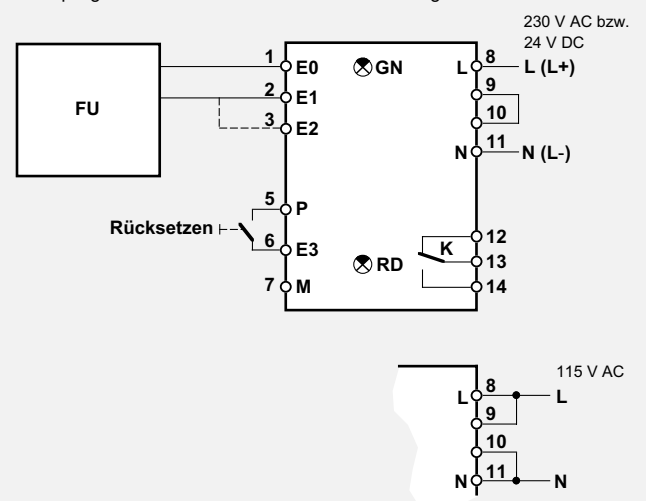 230 V AC bzw.
24 V DC
FU
1 E0 GN L 8 L (L+)
2 E1 9
3 E2 10
N 11 N (L-)
5 P
Rücksetzen
6 E3 K 12
RD 13
7 M 14
115 V AC
L 8 L
9
10
N 11 N